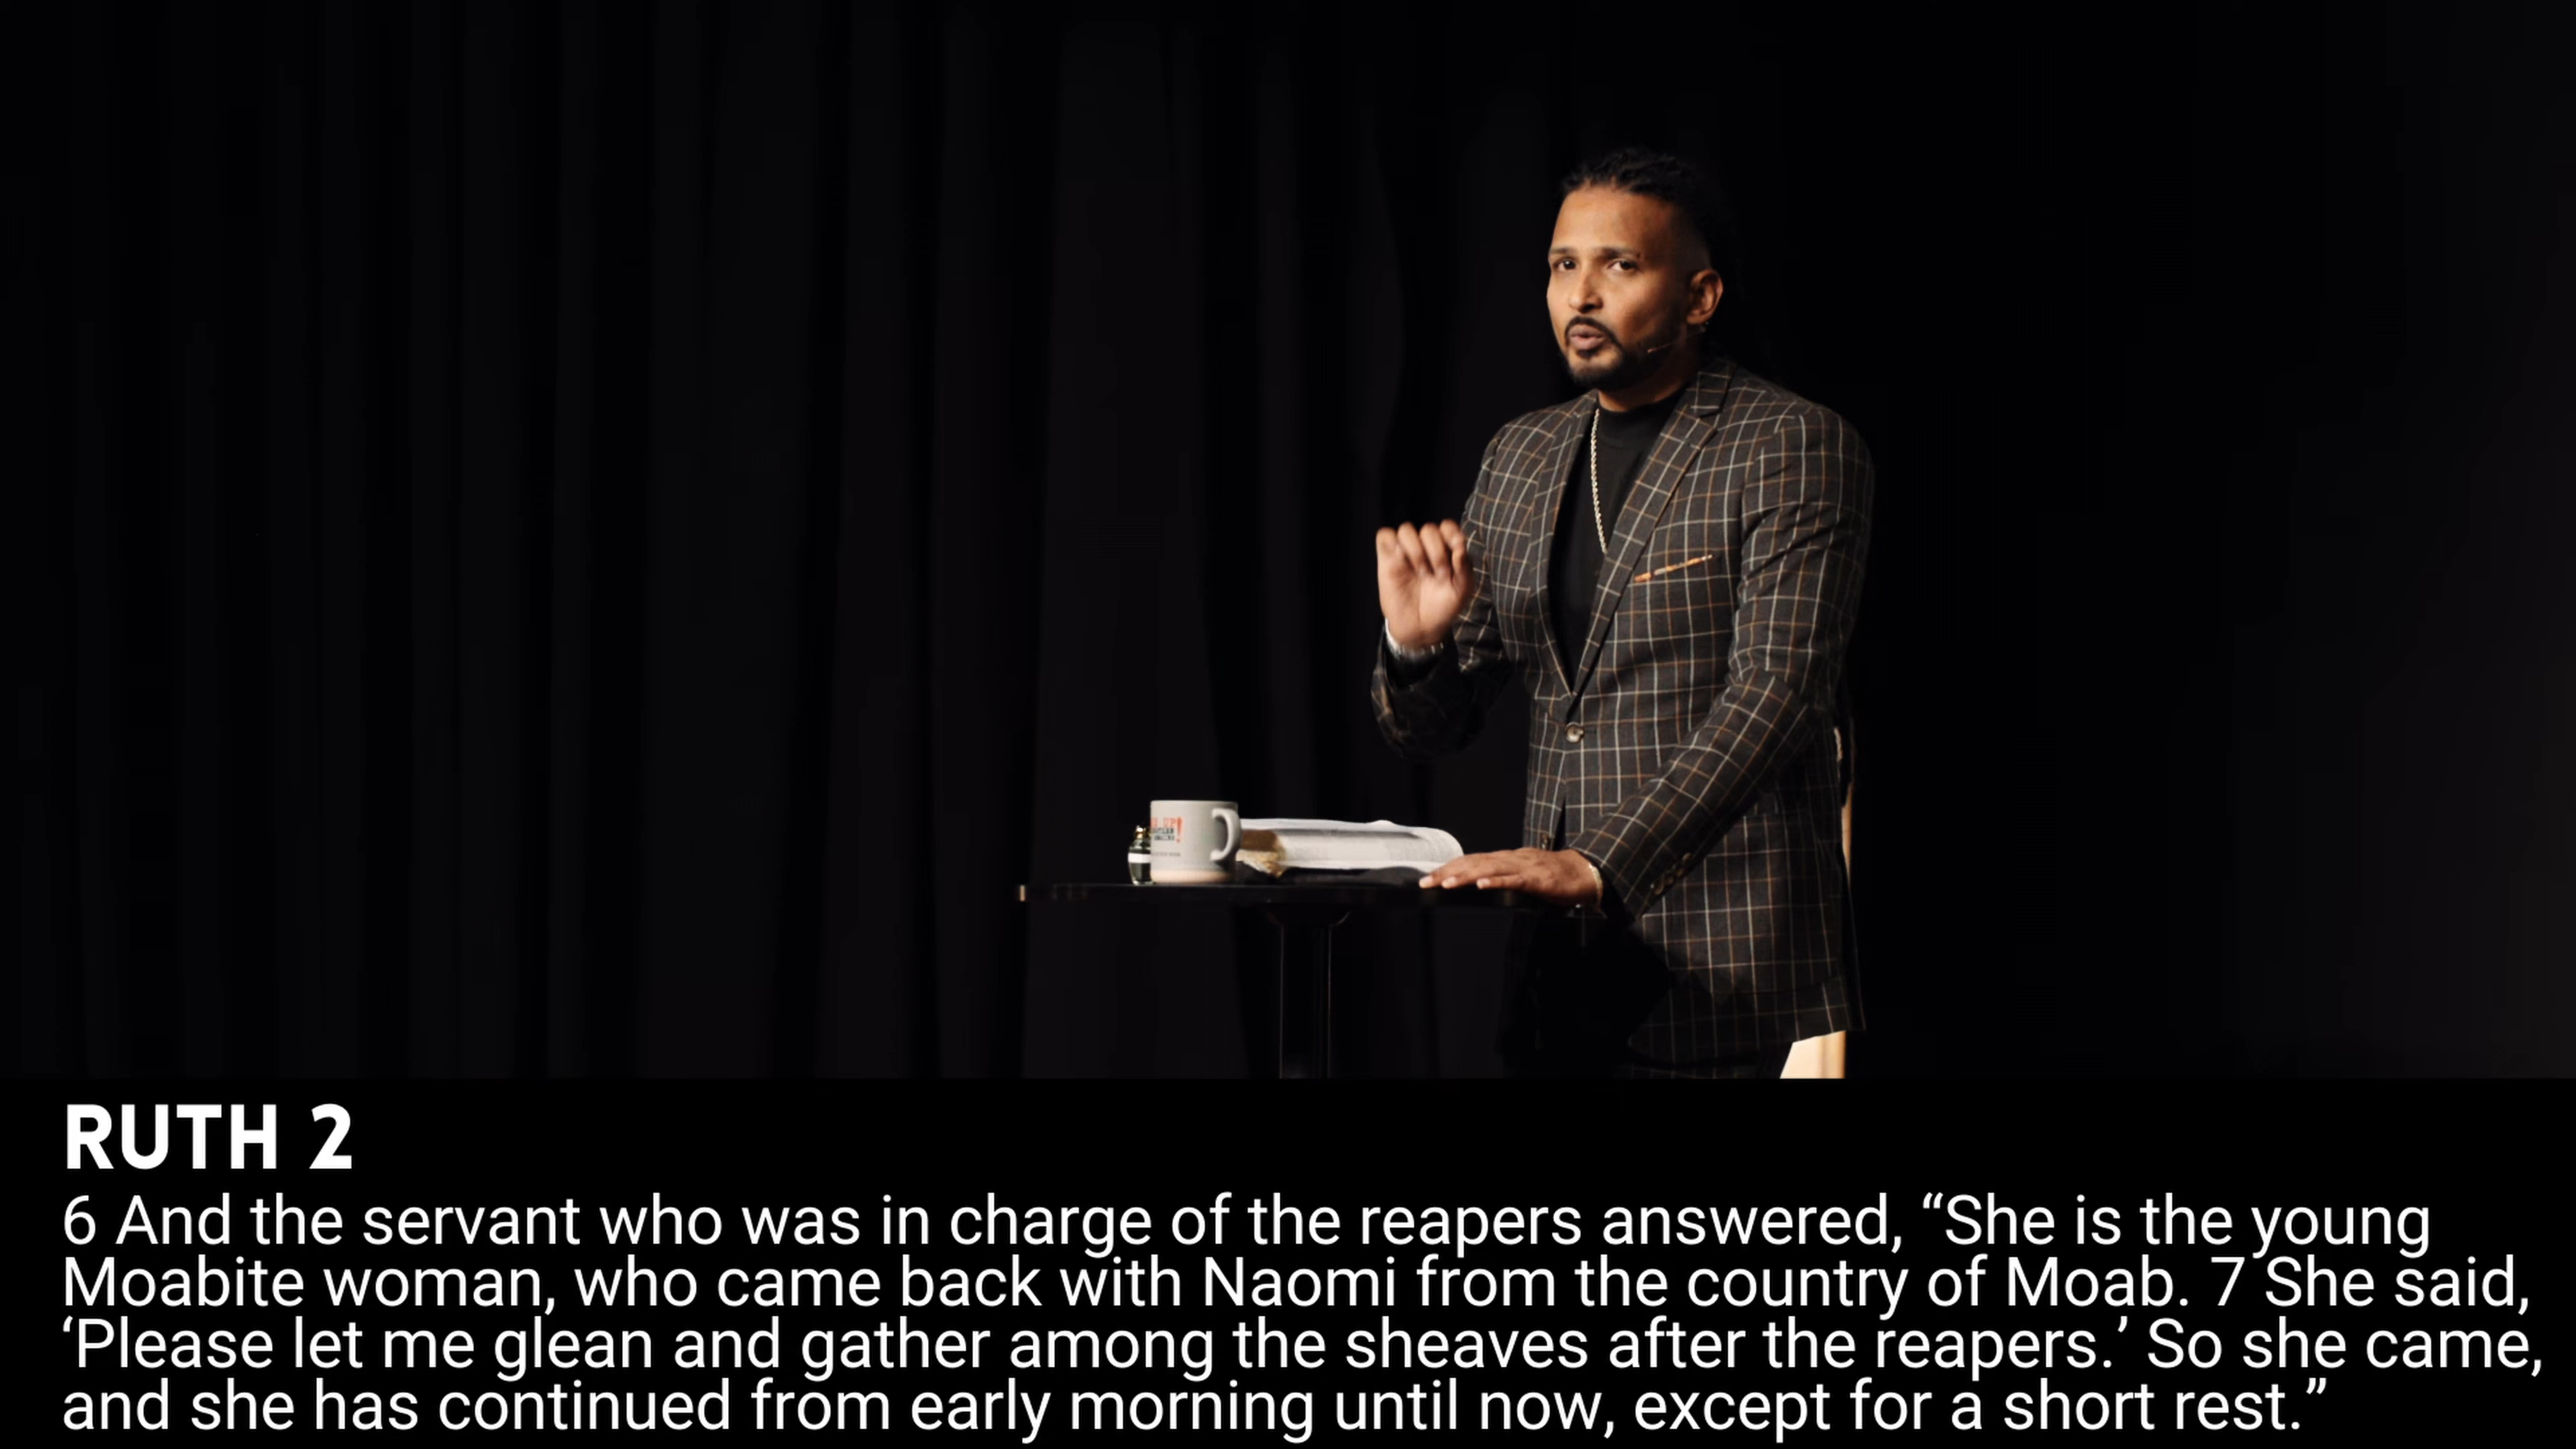 RUTH 2
6 And the servant who was in charge of the reapers answered, “She is the young
Moabite woman, who came back with Naomi from the country of Moab. 7 She said,
‘Please let me glean and gather among the sheaves after the reapers.’ So she came,
and she has continued from early morning until now, except for a short rest.”